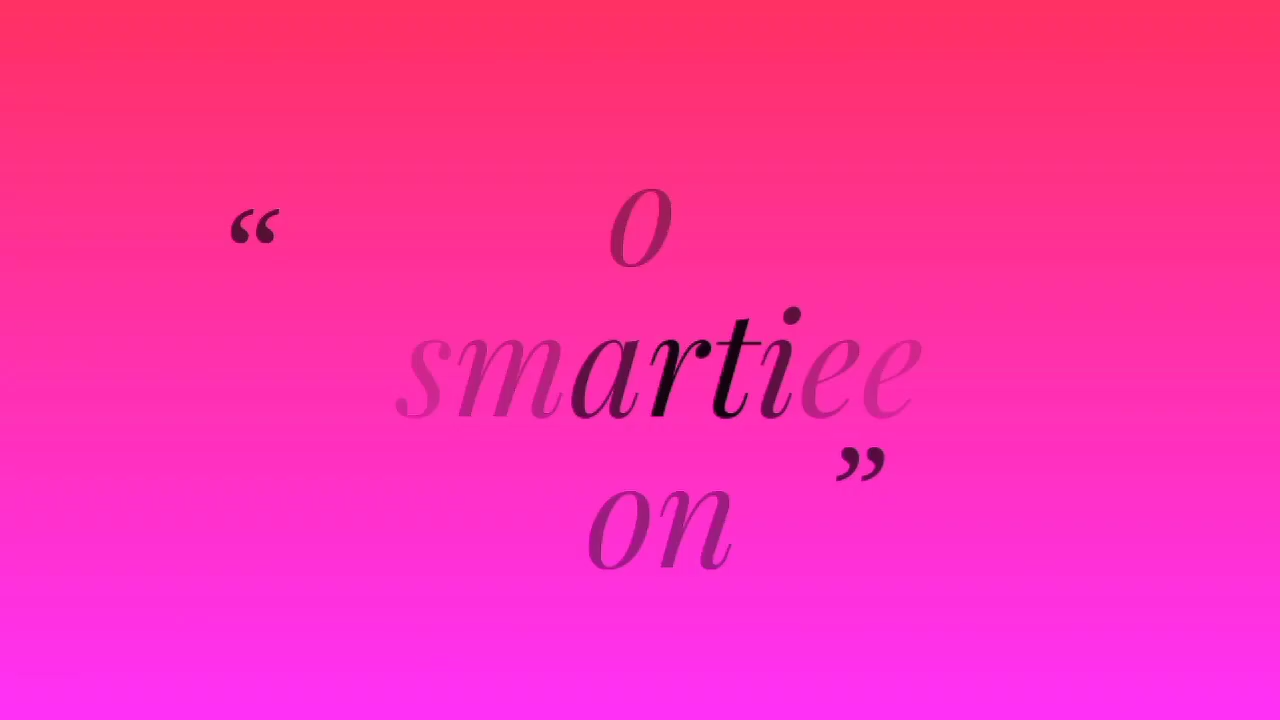 “ o
smartiee
on ”